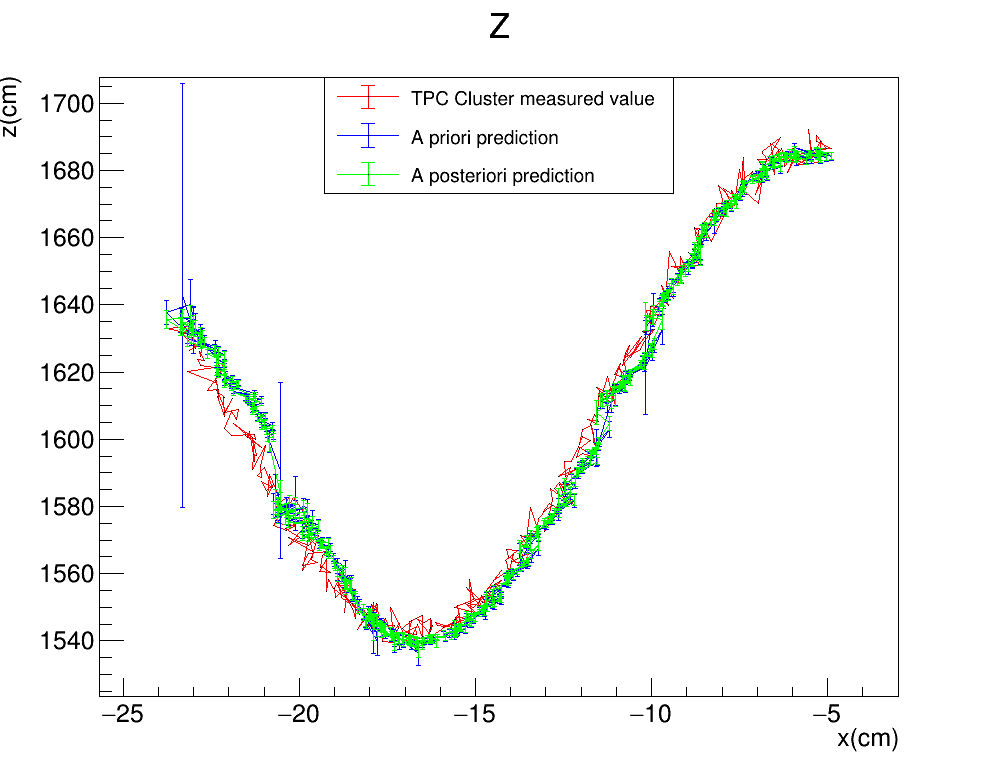 Z
z(cm)
TPC Cluster measured value
A priori prediction
A posteriori prediction
1700
1680
1660
1640
1620
1600
1580
1560
1540
−25 −20 −15 −10 −5
x(cm)